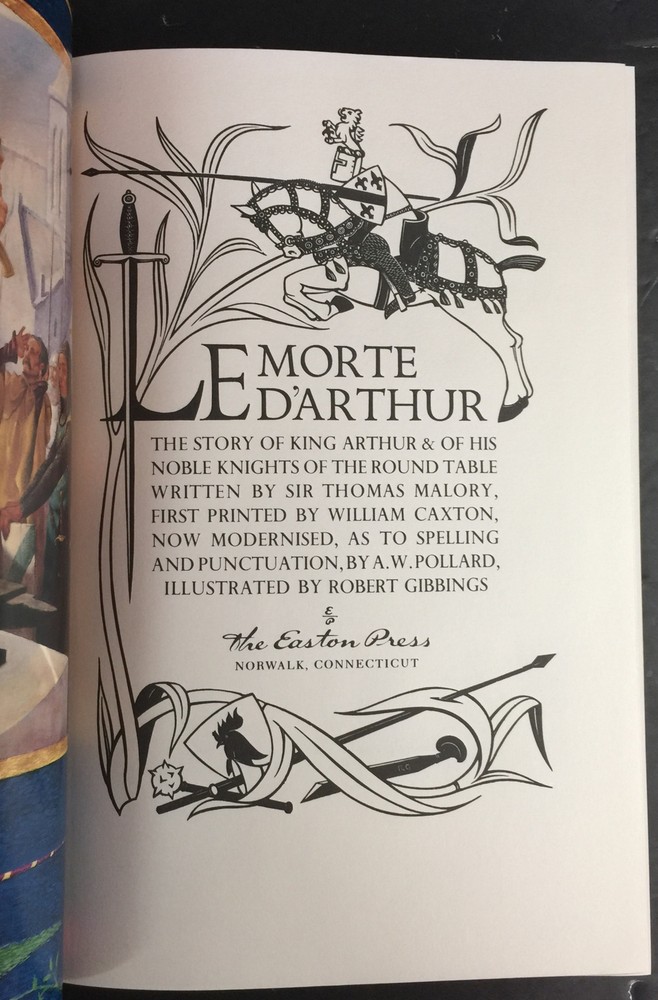 LE MORTE
D'ARTHUR
THE STORY OF KING ARTHUR & OF HIS
NOBLE KNIGHTS OF THE ROUND TABLE
WRITTEN BY SIR THOMAS MALORY,
FIRST PRINTED BY WILLIAM CAXTON,
NOW MODERNISED, AS TO SPELLING
AND PUNCTUATION, BY A.W. POLLARD,
ILLUSTRATED BY ROBERT GIBBINGS
E
P
The Easton Press
NORWALK, CONNECTICUT